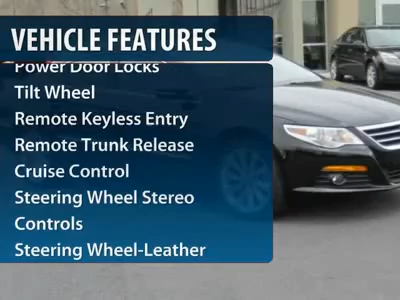 VEHICLE FEATURES
Power Door Locks
Tilt Wheel
Remote Keyless Entry
Remote Trunk Release
Cruise Control
Steering Wheel Stereo
Controls
Steering Wheel-Leather